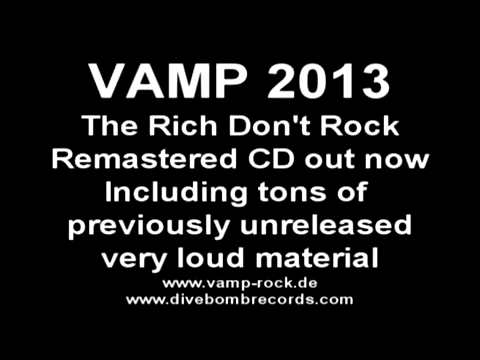 VAMP 2013
The Rich Don't Rock
Remastered CD out now
Including tons of
previously unreleased
very loud material
www.vamp-rock.de
www.divebombrecords.com